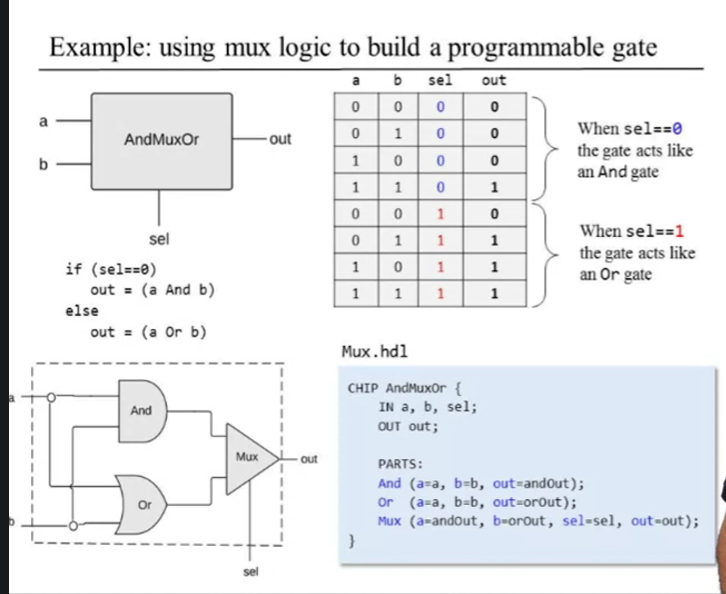 Example: using mux logic to build a programmable gate
a
b
AndMuxOr
out
sel
if (sel==0)
out = (a And b)
else
out = (a Or b)
a b sel out
0 0 0 0
0 1 0 0
1 0 0 0
1 1 0 1
0 0 1 0
0 1 1 1
1 0 1 1
1 1 1 1
When sel==0
the gate acts like
an And gate
When sel==1
the gate acts like
an Or gate
a
b
And
Or
Mux
out
sel
Mux.hdl
CHIP AndMuxOr {
IN a, b, sel;
OUT out;
PARTS:
And (a=a, b=b, out=andOut);
Or (a=a, b=b, out=orOut);
Mux (a=andOut, b=orOut, sel=sel, out=out);
}